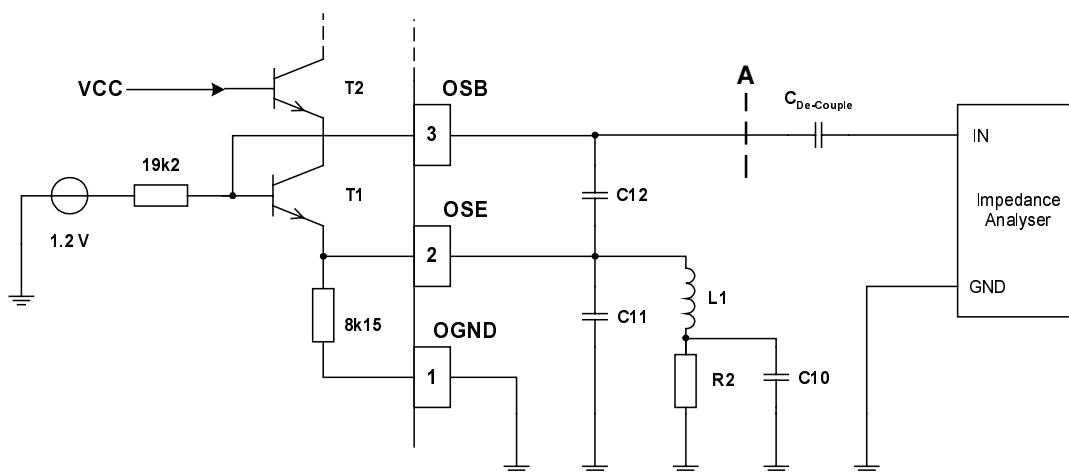 VCC
T2
OSB
3
A
CDe-Couple
IN
19k2
T1
C12
Impedance
Analyser
OSE
1.2 V
2
GND
8k15
C11
L1
OGND
1
R2
C10